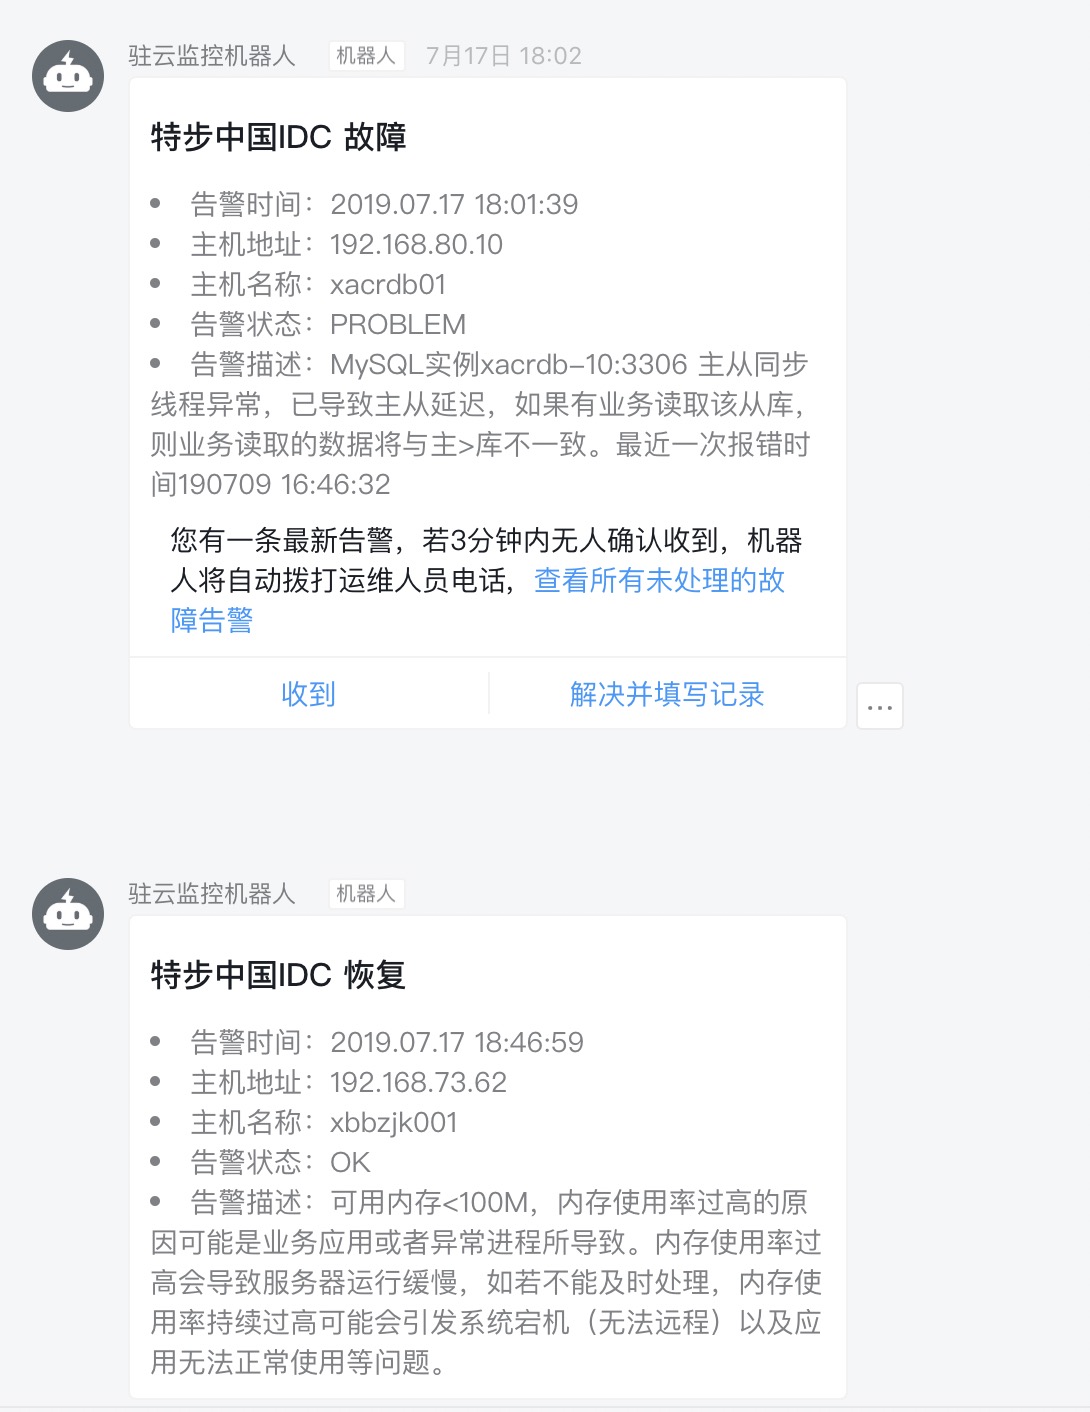 驻云监控机器人 机器人 7月17日 18:02
特步中国IDC 故障
• 告警时间：2019.07.17 18:01:39
• 主机地址：192.168.80.10
• 主机名称：xacrdb01
• 告警状态：PROBLEM
• 告警描述：MySQL实例xacrdb-10:3306 主从同步
线程异常，已导致主从延迟，如果有业务读取该从库，
则业务读取的数据将与主>库不一致。最近一次报错时
间190709 16:46:32
您有一条最新告警，若3分钟内无人确认收到，机器
人将自动拨打运维人员电话，查看所有未处理的故
障告警
收到 解决并填写记录
驻云监控机器人 机器人
特步中国IDC 恢复
• 告警时间：2019.07.17 18:46:59
• 主机地址：192.168.73.62
• 主机名称：xbbzjk001
• 告警状态：OK
• 告警描述：可用内存<100M，内存使用率过高的原
因可能是业务应用或者异常进程所导致。内存使用率过
高会导致服务器运行缓慢，如若不能及时处理，内存使
用率持续过高可能会引发系统宕机（无法远程）以及应
用无法正常使用等问题。